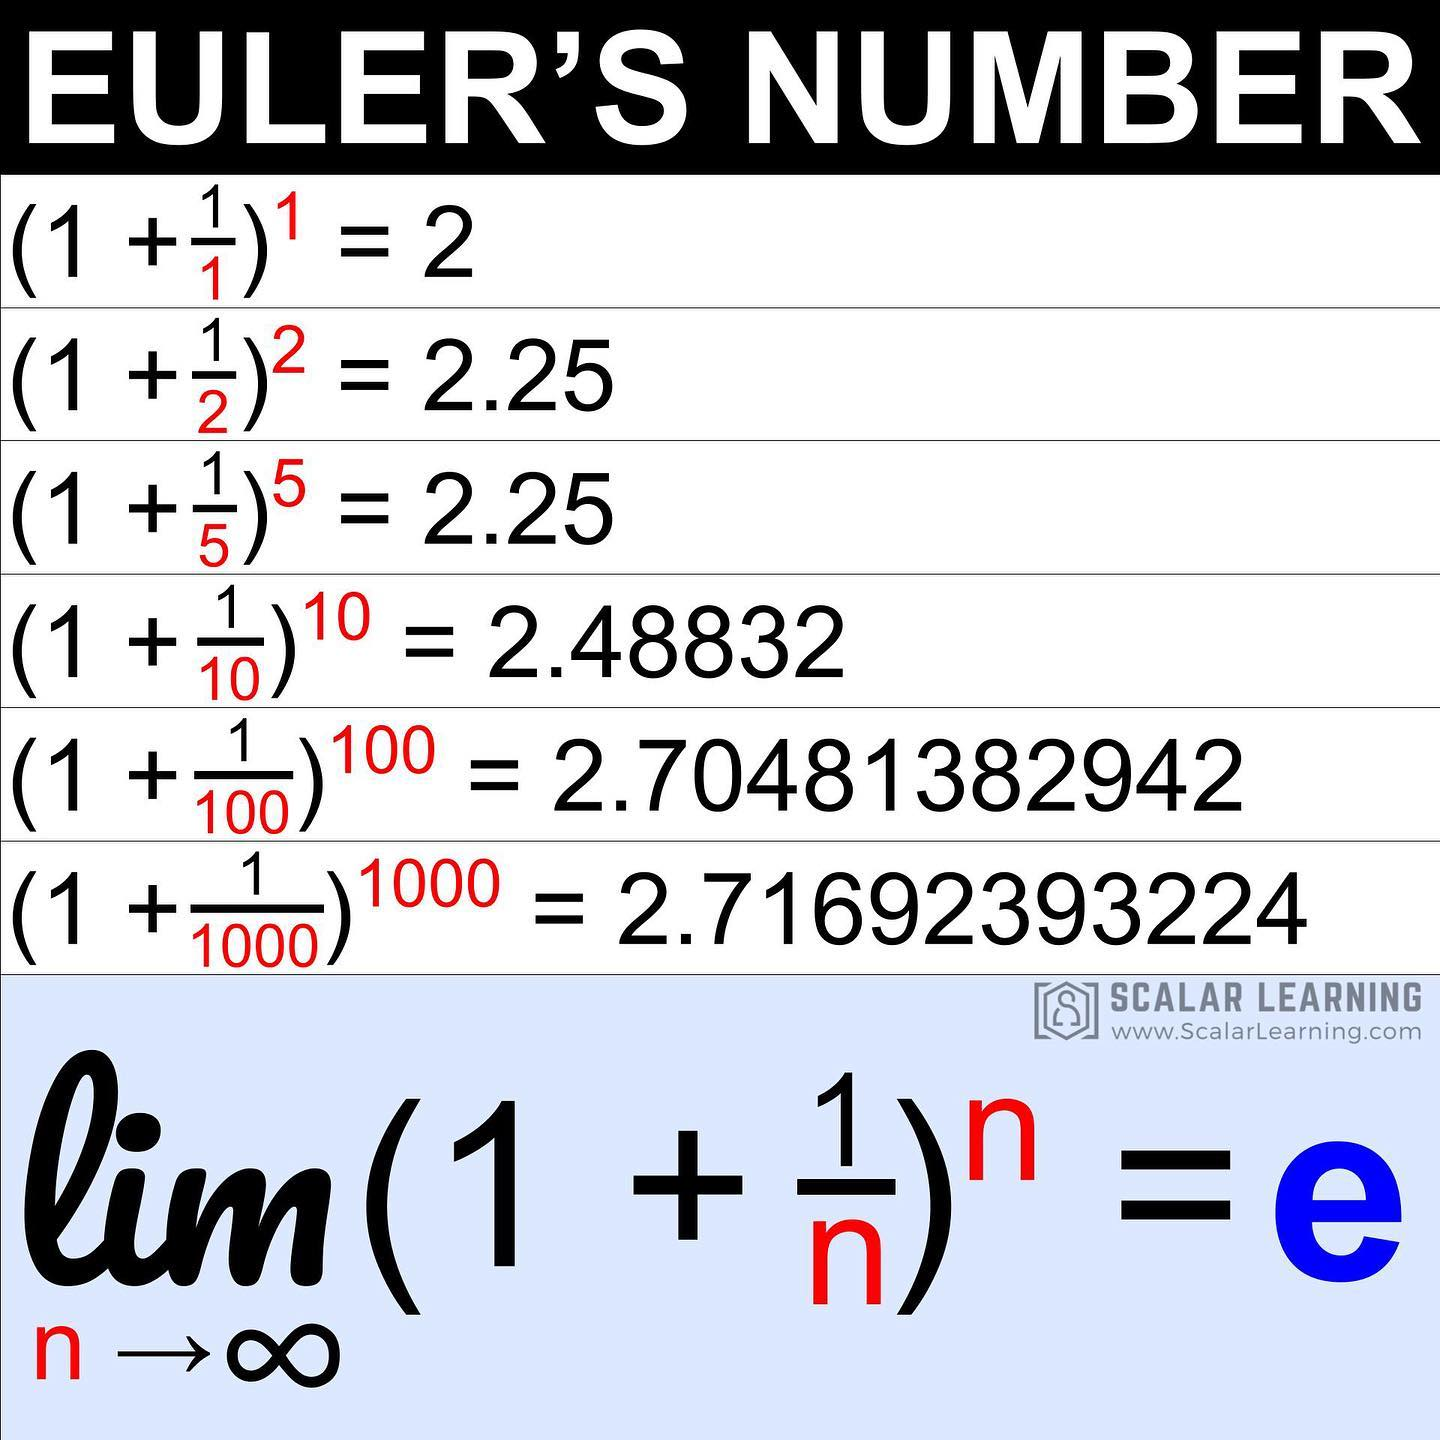 EULER’S NUMBER
(1 + 1/1)^1 = 2
(1 + 1/2)^2 = 2.25
(1 + 1/5)^5 = 2.25
(1 + 1/10)^10 = 2.48832
(1 + 1/100)^100 = 2.70481382942
(1 + 1/1000)^1000 = 2.71692393224
SCALAR LEARNING
www.ScalarLearning.com
lim (1 + 1/n)^n = e
n → ∞